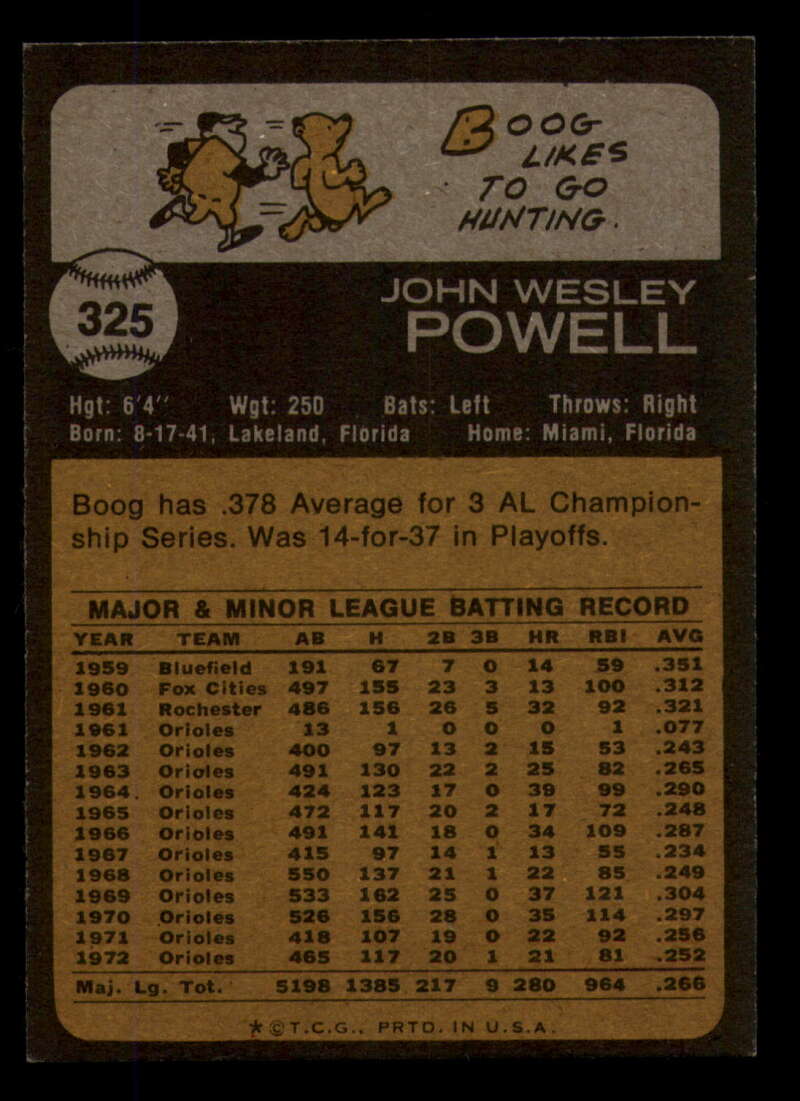 BOOG
LIKES
TO GO
HUNTING.
325
JOHN WESLEY
POWELL
Hgt: 6'4" Wgt: 250 Bats: Left Throws: Right
Born: 8-17-41, Lakeland, Florida Home: Miami, Florida
Boog has .378 Average for 3 AL Champion-
ship Series. Was 14-for-37 in Playoffs.
MAJOR & MINOR LEAGUE BATTING RECORD
YEAR TEAM AB H 2B 3B HR RBI AVG
1959 Bluefield 191 67 7 0 14 59 .351
1960 Fox Cities 497 155 23 3 13 100 .312
1961 Rochester 486 156 26 5 32 92 .321
1961 Orioles 13 1 0 0 0 1 .077
1962 Orioles 400 97 13 2 15 53 .243
1963 Orioles 491 130 22 2 25 82 .265
1964 Orioles 424 123 17 0 39 99 .290
1965 Orioles 472 117 20 2 17 72 .248
1966 Orioles 491 141 18 0 34 109 .287
1967 Orioles 415 97 14 1 13 55 .234
1968 Orioles 550 137 21 1 22 85 .249
1969 Orioles 533 162 25 0 37 121 .304
1970 Orioles 526 156 28 0 35 114 .297
1971 Orioles 418 107 19 0 22 92 .256
1972 Orioles 465 117 20 1 21 81 .252
Maj. Lg. Tot. 5198 1385 217 9 280 964 .266
*©T.C.G., PRTD. IN U.S.A.